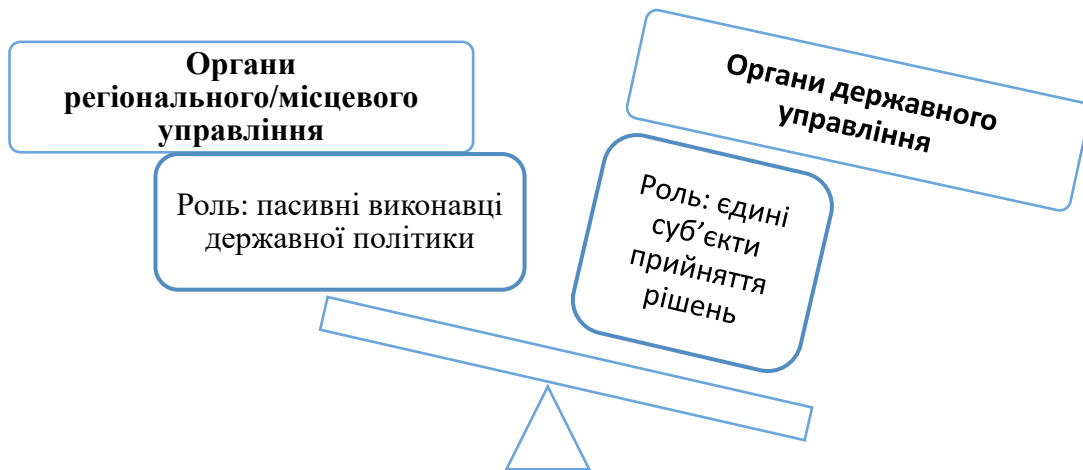 Органи
регіонального/місцевого
управління
Роль: пасивні виконавці
державної політики
Органи державного
управління
Роль: єдині
суб’єкти
прийняття
рішень